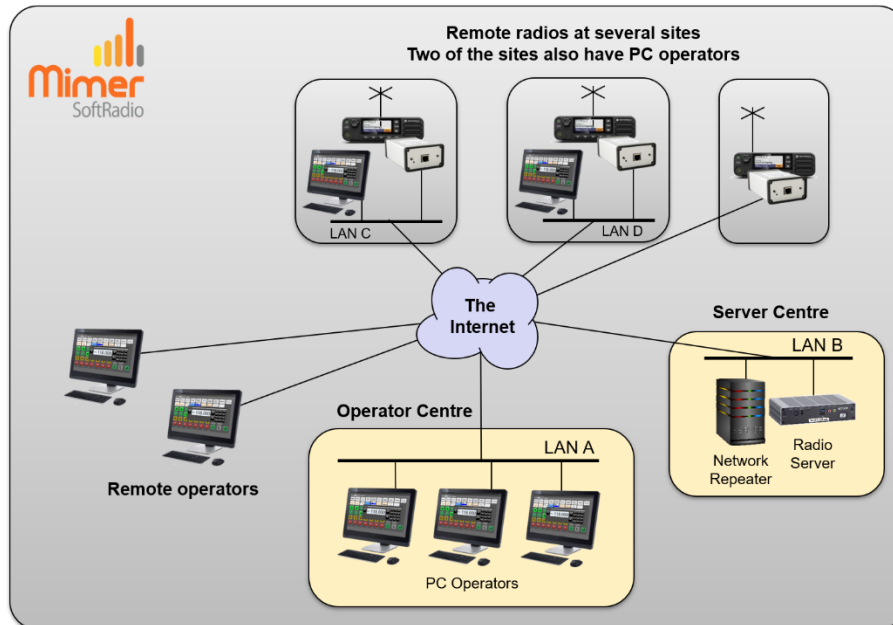 Remote radios at several sites
Two of the sites also have PC operators
Mimer
SoftRadio
LAN C
LAN D
The
Internet
Server Centre
LAN B
Network
Repeater
Radio
Server
Operator Centre
LAN A
PC Operators
Remote operators